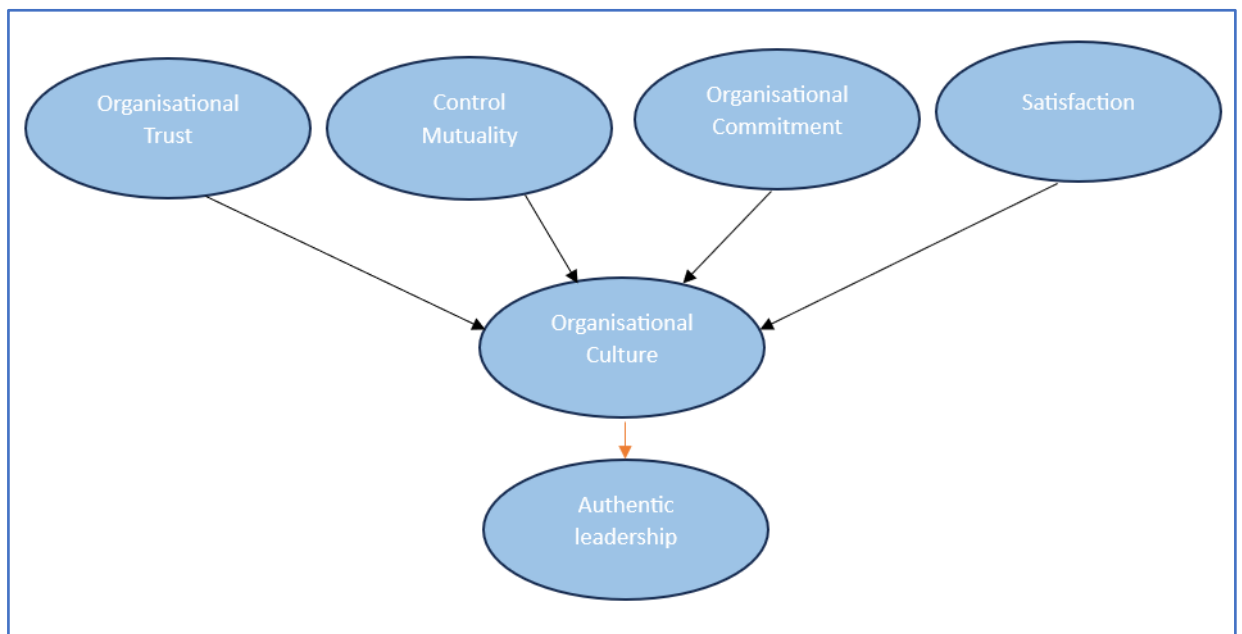 Organisational
Trust
Control
Mutuality
Organisational
Commitment
Satisfaction
Organisational
Culture
Authentic
leadership